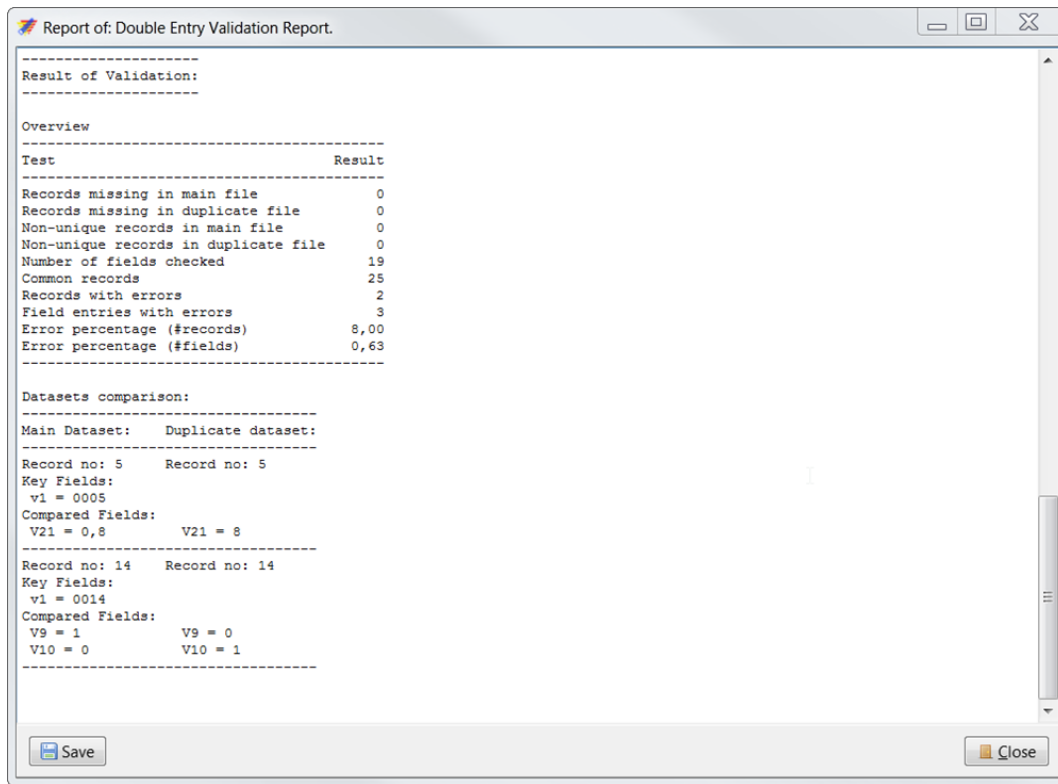 Report of: Double Entry Validation Report.
---------------------
Result of Validation:
---------------------
Overview
-------------------------------------------
Test Result
-------------------------------------------
Records missing in main file 0
Records missing in duplicate file 0
Non-unique records in main file 0
Non-unique records in duplicate file 0
Number of fields checked 19
Common records 25
Records with errors 2
Field entries with errors 3
Error percentage (#records) 8,00
Error percentage (#fields) 0,63
-------------------------------------------
Datasets comparison:
-----------------------------------
Main Dataset: Duplicate dataset:
-----------------------------------
Record no: 5 Record no: 5
Key Fields:
v1 = 0005
Compared Fields:
V21 = 0,8 V21 = 8
-----------------------------------
Record no: 14 Record no: 14
Key Fields:
v1 = 0014
Compared Fields:
V9 = 1 V9 = 0
V10 = 0 V10 = 1
-----------------------------------
Save Close